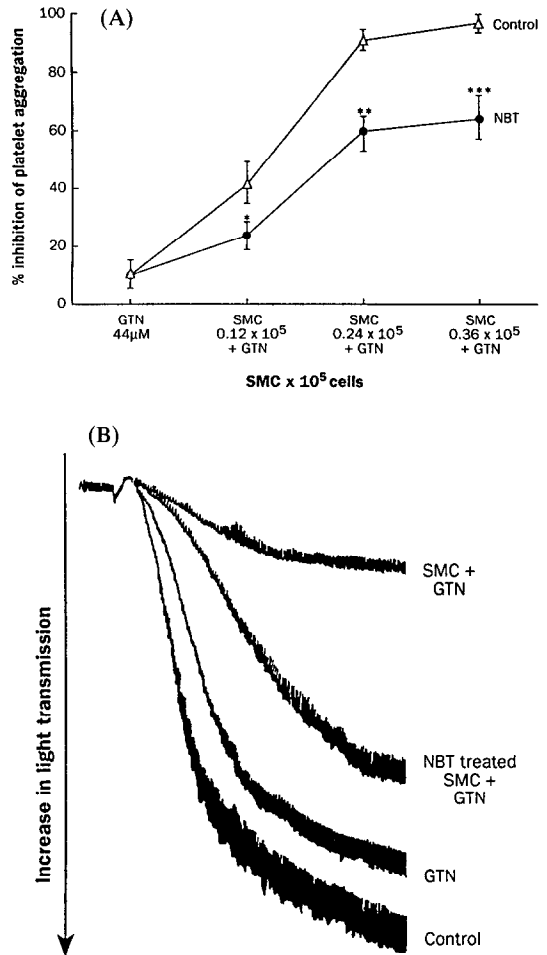 (A)
% inhibition of platelet aggregation
100
80
60
40
20
0
Control
***
NBT
**
*
GTN
44μM
SMC
0.12 x 10⁵
+ GTN
SMC
0.24 x 10⁵
+ GTN
SMC
0.36 x 10⁵
+ GTN
SMC x 10⁵ cells
(B)
Increase in light transmission
SMC +
GTN
NBT treated
SMC +
GTN
GTN
Control